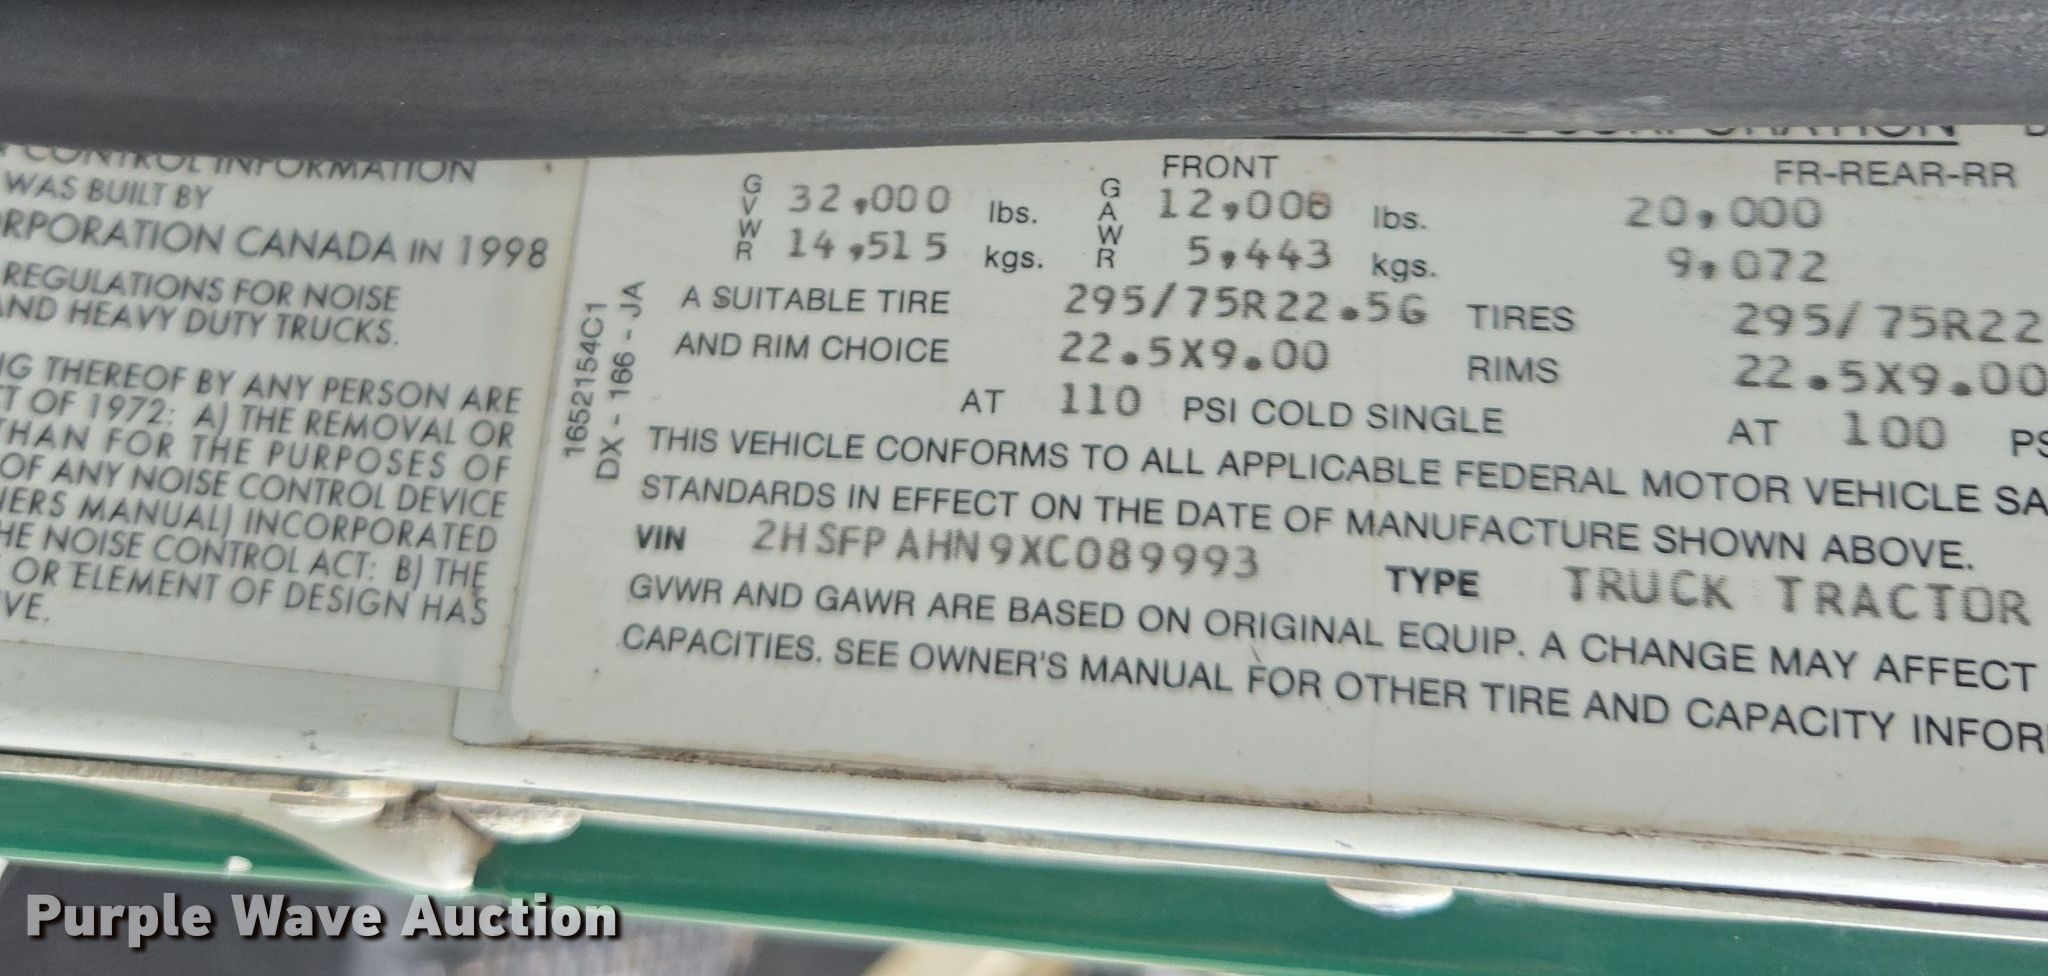 CONTROL INFORMATION
WAS BUILT BY
RPORATION CANADA IN 1998
REGULATIONS FOR NOISE
AND HEAVY DUTY TRUCKS.
G THEREOF BY ANY PERSON ARE
T OF 1972: A) THE REMOVAL OR
THAN FOR THE PURPOSES OF
OF ANY NOISE CONTROL DEVICE
NERS MANUAL) INCORPORATED
HE NOISE CONTROL ACT: B) THE
OR ELEMENT OF DESIGN HAS
VE.
1652154C1
DX - 166 - JA
CORPORATION
FRONT FR-REAR-RR
GVWR 32,000 lbs. GAWR 12,000 lbs. 20,000
14,515 kgs. 5,443 kgs. 9,072
A SUITABLE TIRE 295/75R22.5G TIRES 295/75R22
AND RIM CHOICE 22.5X9.00 RIMS 22.5X9.00
AT 110 PSI COLD SINGLE AT 100 PS
THIS VEHICLE CONFORMS TO ALL APPLICABLE FEDERAL MOTOR VEHICLE SA
STANDARDS IN EFFECT ON THE DATE OF MANUFACTURE SHOWN ABOVE.
VIN 2HSFPAHN9XC089993 TYPE TRUCK TRACTOR
GVWR AND GAWR ARE BASED ON ORIGINAL EQUIP. A CHANGE MAY AFFECT
CAPACITIES. SEE OWNER'S MANUAL FOR OTHER TIRE AND CAPACITY INFOR
Purple Wave Auction